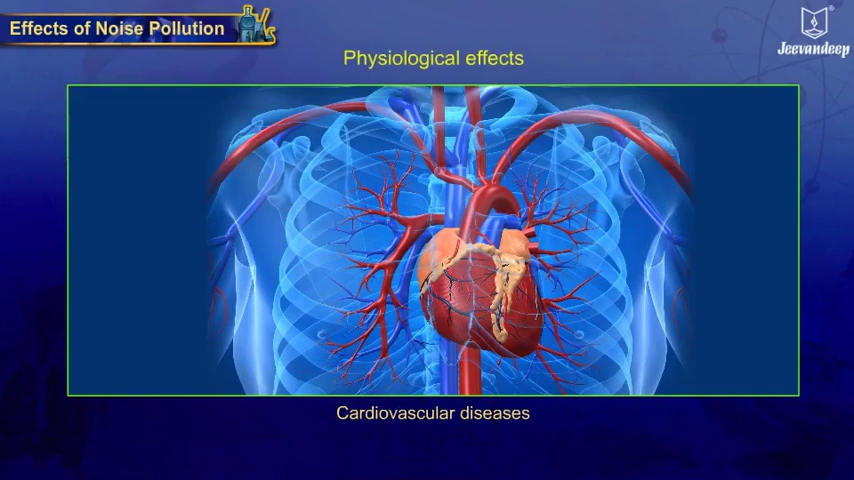 Effects of Noise Pollution
Jeevandeep
Physiological effects
Cardiovascular diseases